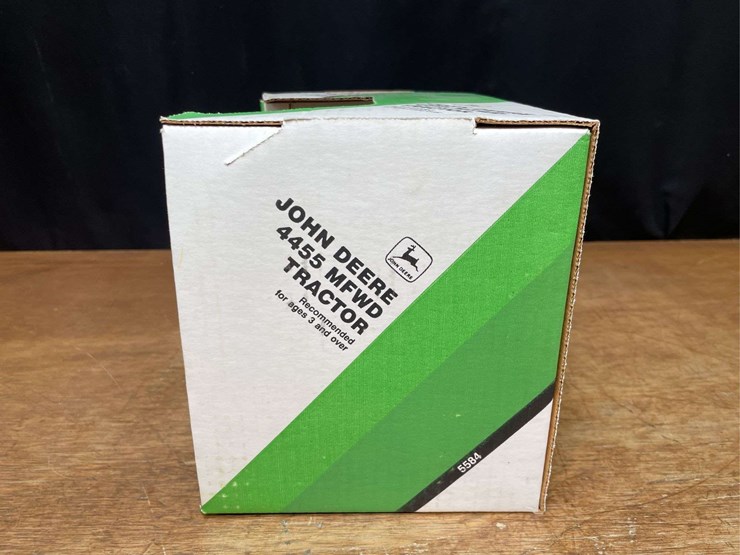 JOHN DEERE
4455 MFWD
TRACTOR
Recommended
for ages 3 and over
JOHN DEERE
5584